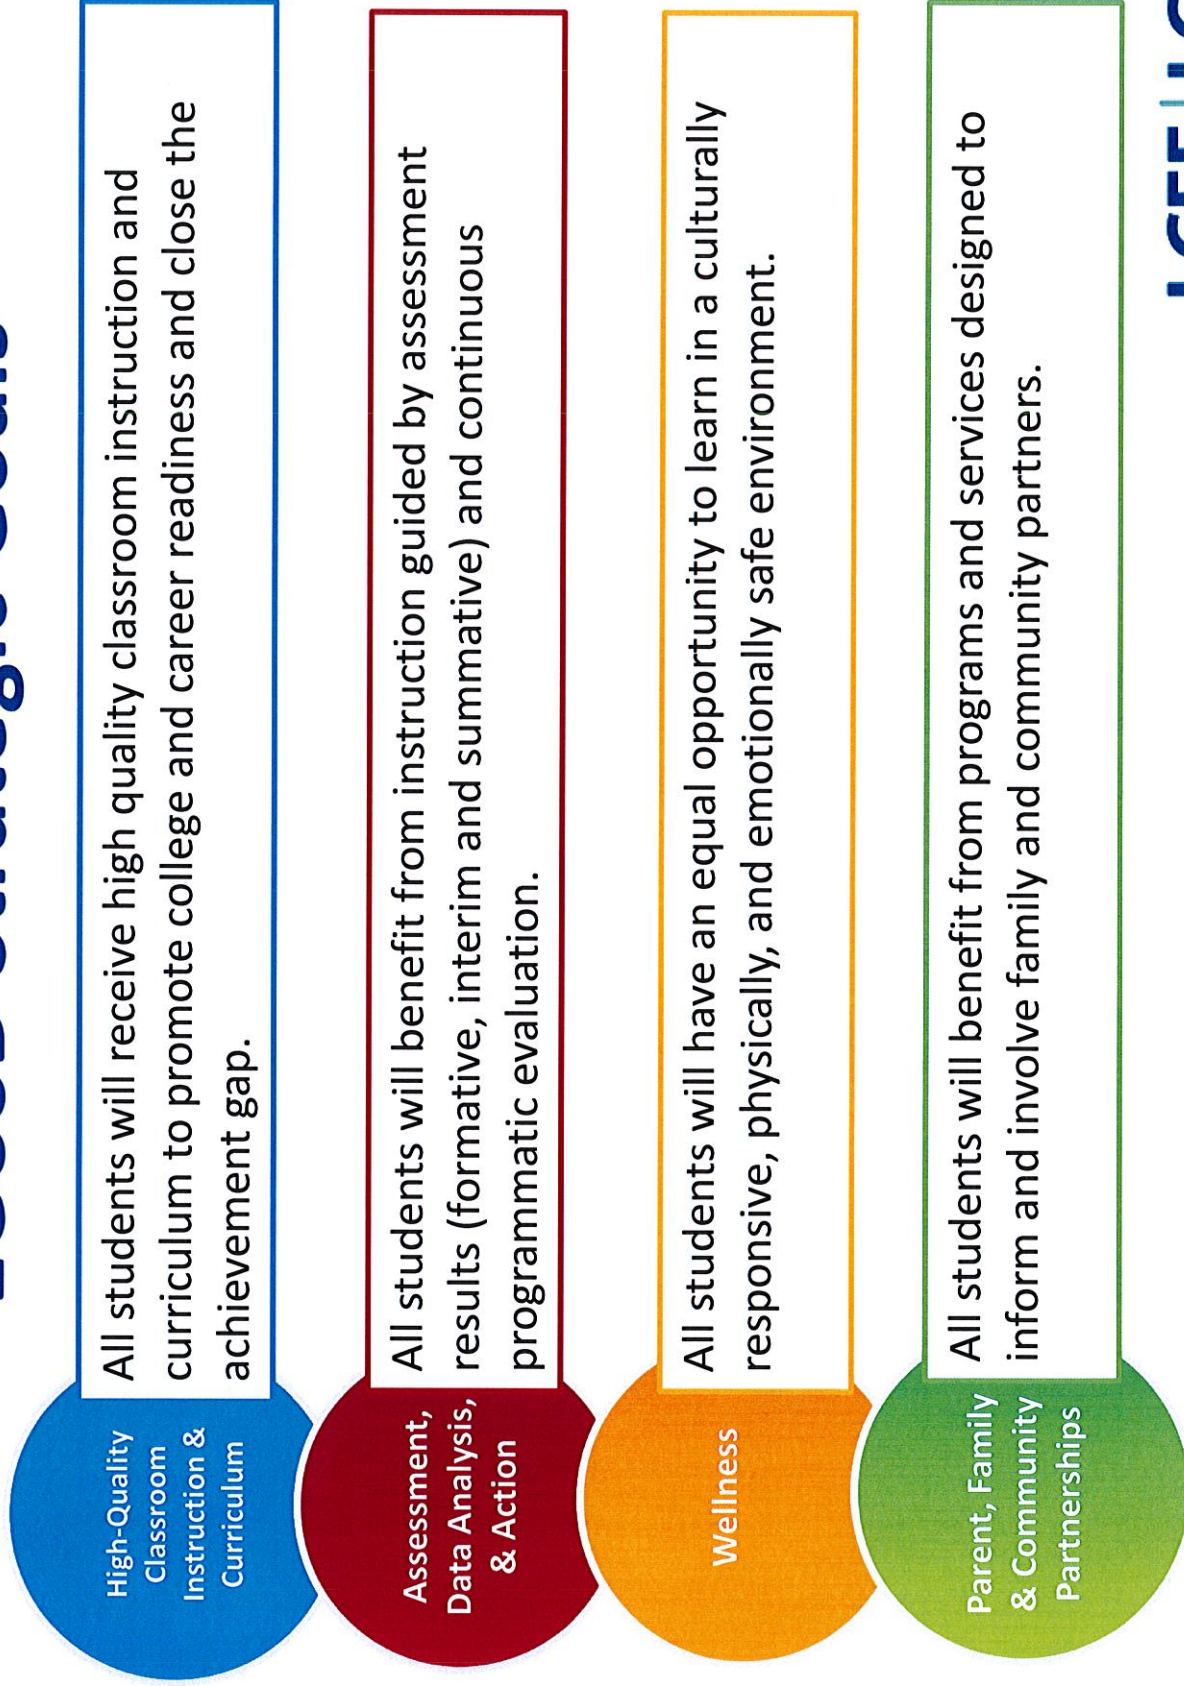 Strategic Goals
High-Quality
Classroom
Instruction &
Curriculum
All students will receive high quality classroom instruction and
curriculum to promote college and career readiness and close the
achievement gap.
Assessment,
Data Analysis,
& Action
All students will benefit from instruction guided by assessment
results (formative, interim and summative) and continuous
programmatic evaluation.
Wellness
All students will have an equal opportunity to learn in a culturally
responsive, physically, and emotionally safe environment.
Parent, Family
& Community
Partnerships
All students will benefit from programs and services designed to
inform and involve family and community partners.
LCFF